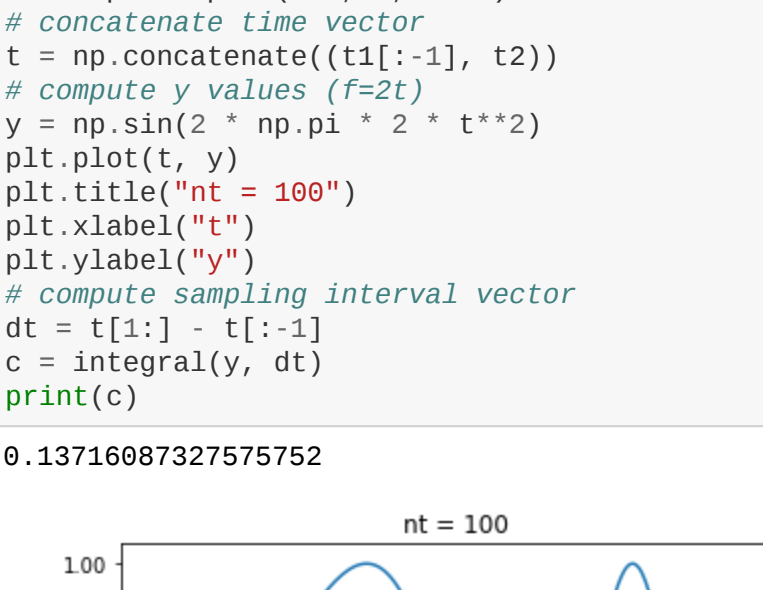 # concatenate time vector
t = np.concatenate((t1[:-1], t2))
# compute y values (f=2t)
y = np.sin(2 * np.pi * 2 * t**2)
plt.plot(t, y)
plt.title("nt = 100")
plt.xlabel("t")
plt.ylabel("y")
# compute sampling interval vector
dt = t[1:] - t[:-1]
c = integral(y, dt)
print(c)
0.13716087327575752
nt = 100
1.00